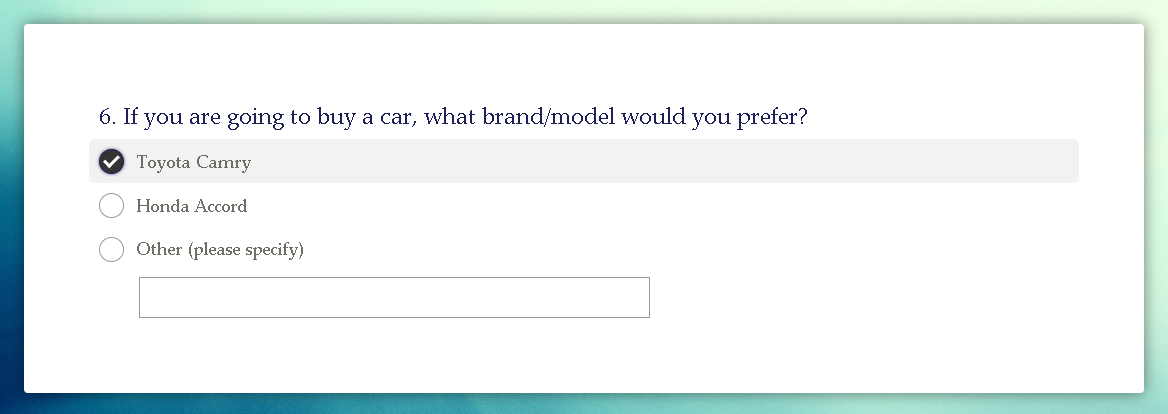 6. If you are going to buy a car, what brand/model would you prefer?
Toyota Camry
Honda Accord
Other (please specify)